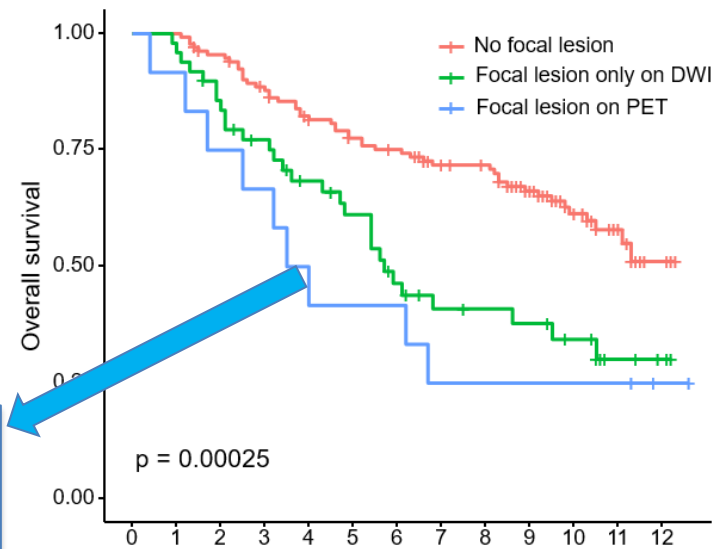 No focal lesion
Focal lesion only on DWI
Focal lesion on PET
Overall survival
1.00
0.75
0.50
0.00
p = 0.00025
0 1 2 3 4 5 6 7 8 9 10 11 12